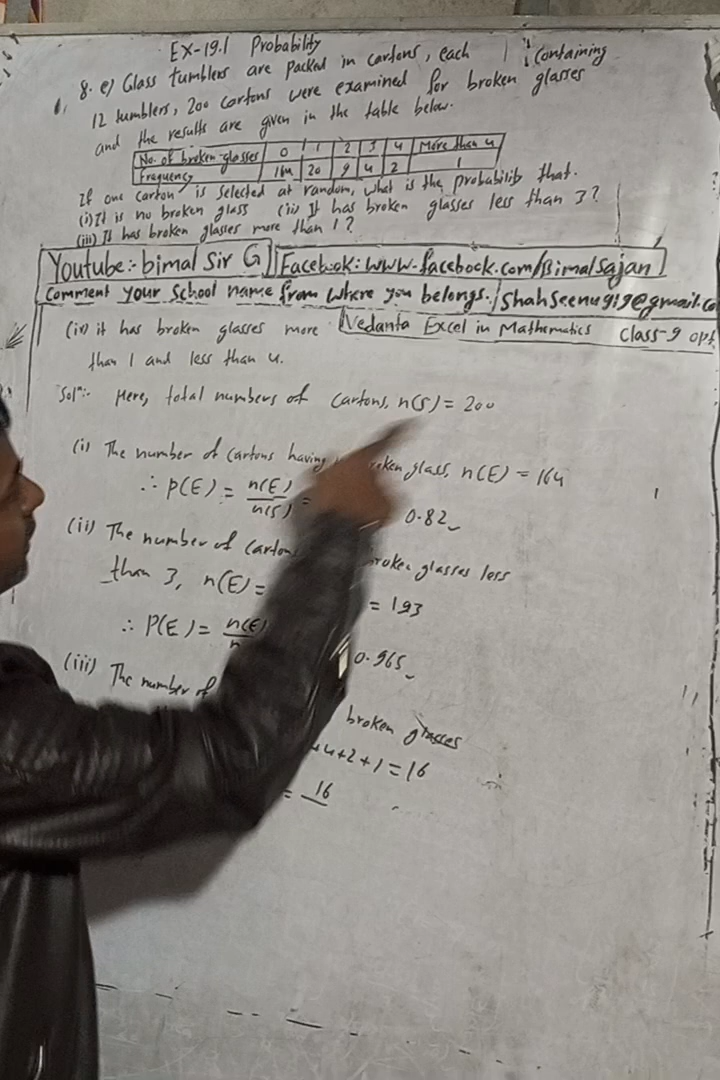 EX-19.1 Probability
8. e) Glass tumblers are packed in cartons, each containing
12 tumblers, 200 cartons were examined for broken glasses
and the results are given in the table below.
No. of broken glasses 0 1 2 3 4 More than 4
Frequency 164 20 9 4 2 1
If one carton is selected at random, what is the probability that.
(i) It is no broken glass (ii) It has broken glasses less than 3?
(iii) It has broken glasses more than 1?
Youtube:- bimal Sir G Facebook: www.facebook.com/Bimalsajan
Comment your School name from where you belongs. / Shahseenu919@gmail.co
(iv) it has broken glasses more Vedanta Excel in Mathematics Class-9 opt
than 1 and less than 4.
Solⁿ:- Here, total numbers of cartons, n(S) = 200
(i) The number of cartons having broken glass, n(E) = 164
∴ P(E) = n(E)/n(S) = 0.82
(ii) The number of cartons broken glasses less
than 3, n(E) = = 193
∴ P(E) = n(E) 0.965
(iii) The number of
broken glasses
+4+2+1 = 16
= 16